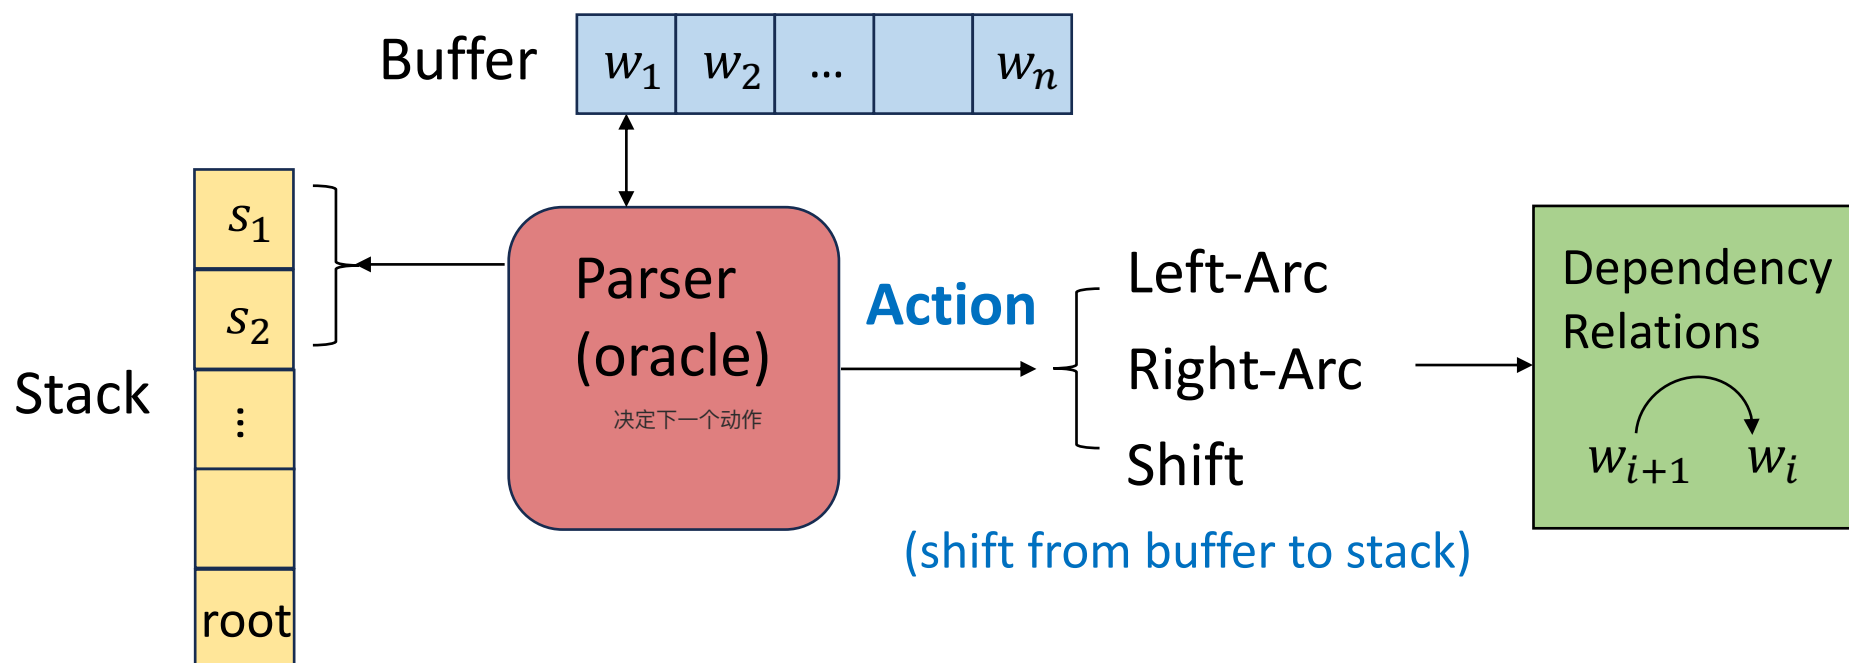 Buffer
w₁ w₂ ... wₙ
Stack
s₁
s₂
⋮
root
Parser
(oracle)
决定下一个动作
Action
Left-Arc
Right-Arc
Shift
(shift from buffer to stack)
Dependency
Relations
wᵢ₊₁ wᵢ